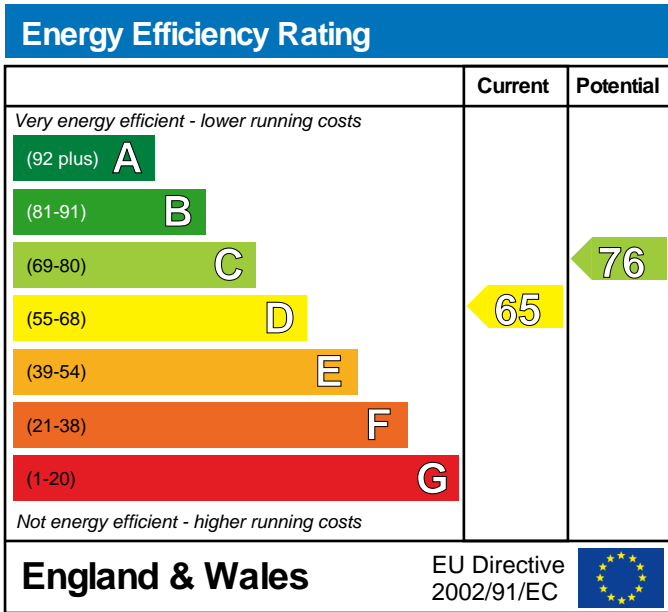 Energy Efficiency Rating
Current Potential
Very energy efficient - lower running costs
(92 plus) A
(81-91) B
(69-80) C
76
(55-68) D
65
(39-54) E
(21-38) F
(1-20) G
Not energy efficient - higher running costs
England & Wales
EU Directive
2002/91/EC